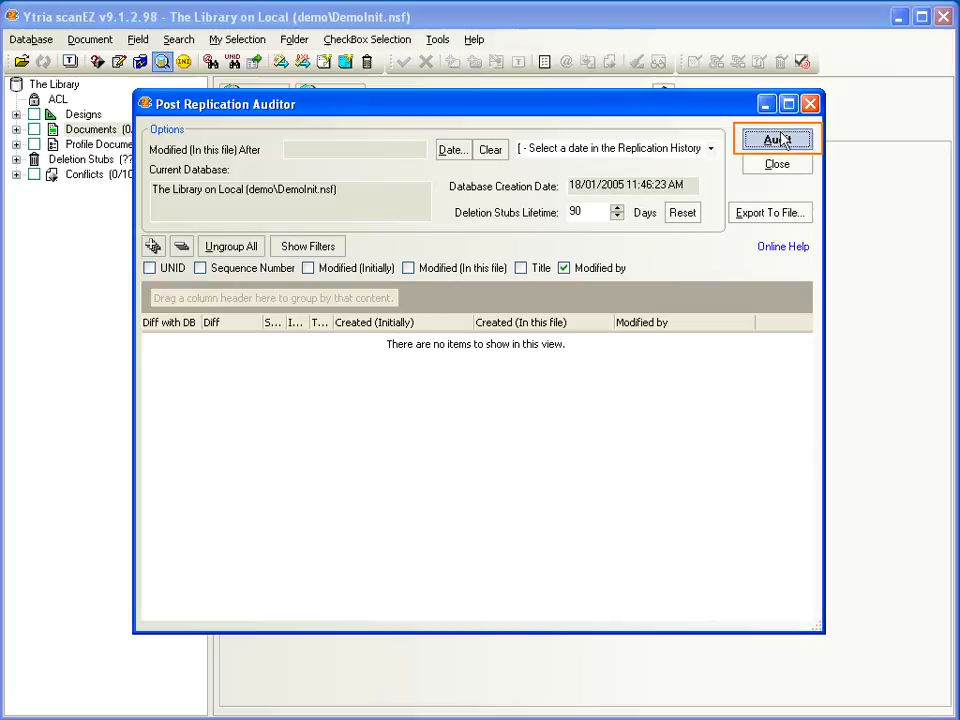 Ytria scanEZ v9.1.2.98 - The Library on Local (demo\DemoInit.nsf)
Database Document Field Search My Selection Folder CheckBox Selection Tools Help
The Library
ACL
Designs
Documents (0
Profile Docume
Deletion Stubs (??
Conflicts (0/10
Post Replication Auditor
Options
Modified (In this file) After
Date... Clear
[ - Select a date in the Replication History
Audit
Close
Current Database:
The Library on Local (demo\DemoInit.nsf)
Database Creation Date: 18/01/2005 11:46:23 AM
Deletion Stubs Lifetime: 90 Days Reset
Export To File...
Ungroup All Show Filters
Online Help
UNID Sequence Number Modified (Initially) Modified (In this file) Title Modified by
Drag a column header here to group by that content.
Diff with DB Diff S... I... T... Created (Initially) Created (In this file) Modified by
There are no items to show in this view.